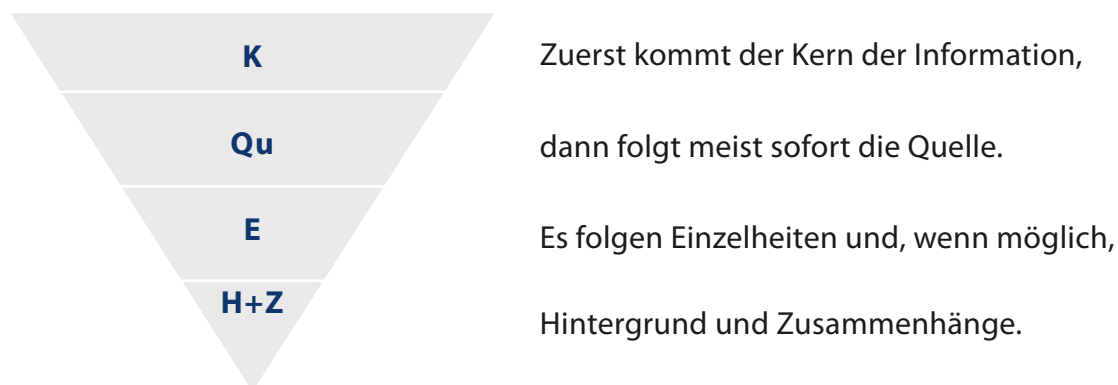 K
Zuerst kommt der Kern der Information,
Qu
dann folgt meist sofort die Quelle.
E
Es folgen Einzelheiten und, wenn möglich,
H+Z
Hintergrund und Zusammenhänge.